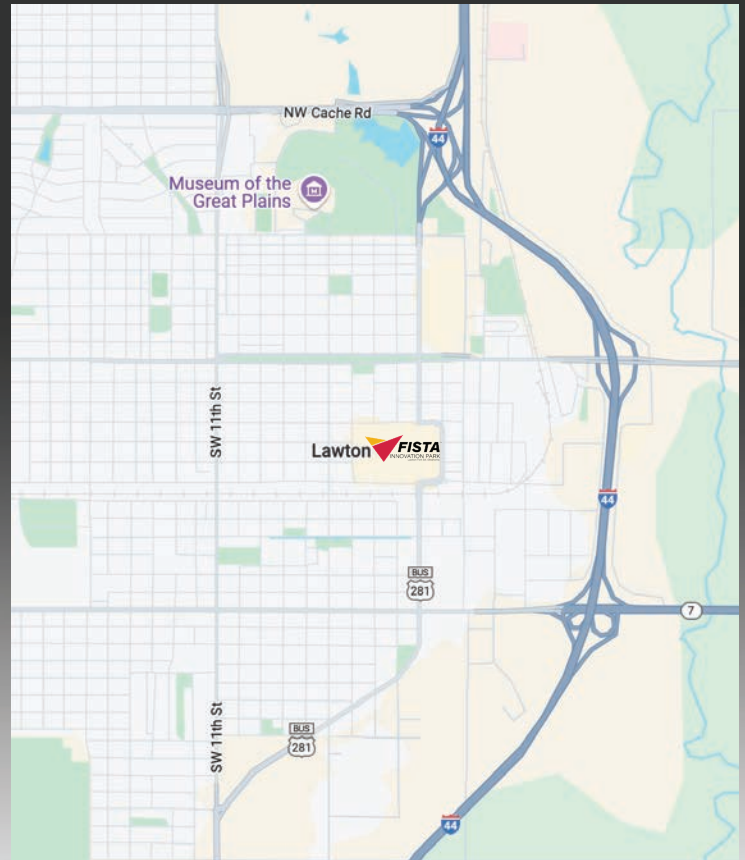 NW Cache Rd
44
Museum of the
Great Plains
SW 11th St
Lawton
FISTA
INNOVATION PARK
44
BUS
281
7
SW 11th St
BUS
281
44